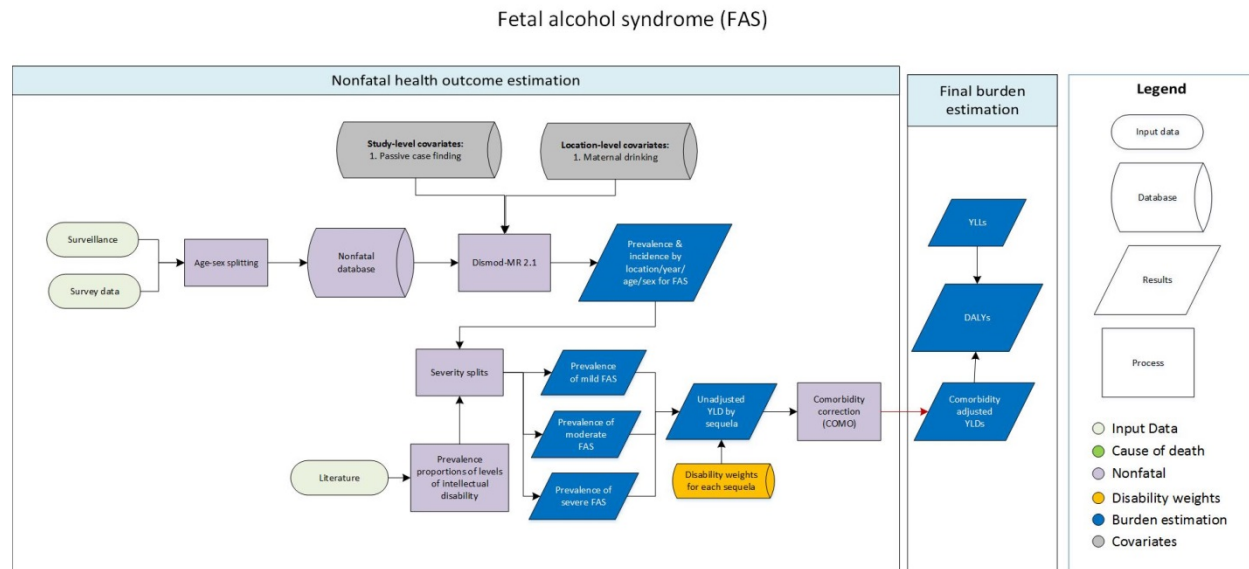 Fetal alcohol syndrome (FAS)
Nonfatal health outcome estimation
Study-level covariates:
1. Passive case finding
Location-level covariates:
1. Maternal drinking
Surveillance
Survey data
Age-sex splitting
Nonfatal
database
Dismod-MR 2.1
Prevalence &
incidence by
location/year/
age/sex for FAS
Severity splits
Literature
Prevalence
proportions of levels
of intellectual
disability
Prevalence
of mild FAS
Prevalence of
moderate
FAS
Prevalence of
severe FAS
Unadjusted
YLD by
sequela
Disability weights
for each sequela
Comorbidity
correction
(COMO)
Final burden
estimation
YLLs
DALYs
Comorbidity
adjusted
YLDs
Legend
Input data
Database
Results
Process
Input Data
Cause of death
Nonfatal
Disability weights
Burden estimation
Covariates